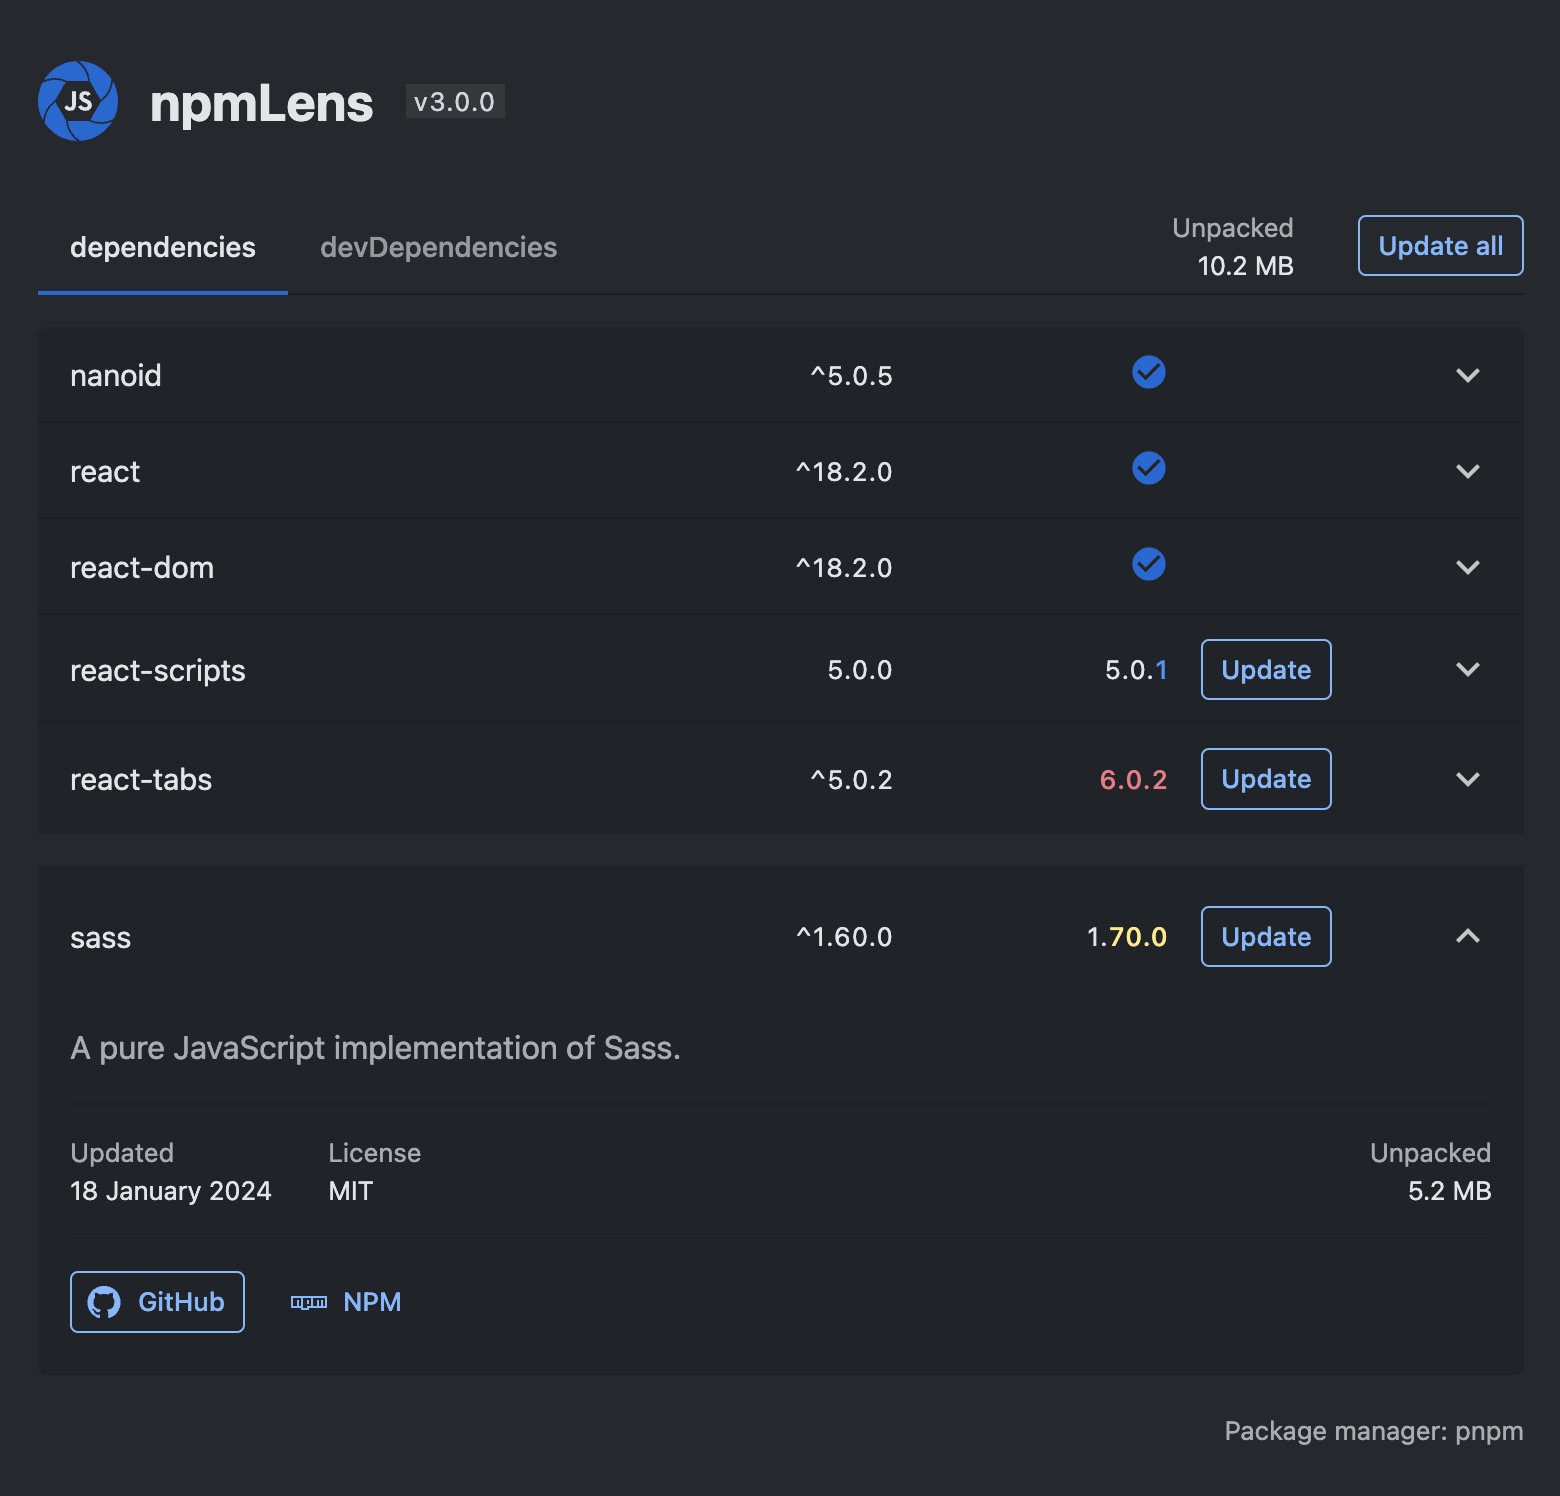 JS npmLens v3.0.0
dependencies devDependencies Unpacked 10.2 MB Update all
nanoid ^5.0.5
react ^18.2.0
react-dom ^18.2.0
react-scripts 5.0.0 5.0.1 Update
react-tabs ^5.0.2 6.0.2 Update
sass ^1.60.0 1.70.0 Update
A pure JavaScript implementation of Sass.
Updated License Unpacked
18 January 2024 MIT 5.2 MB
GitHub npm NPM
Package manager: pnpm